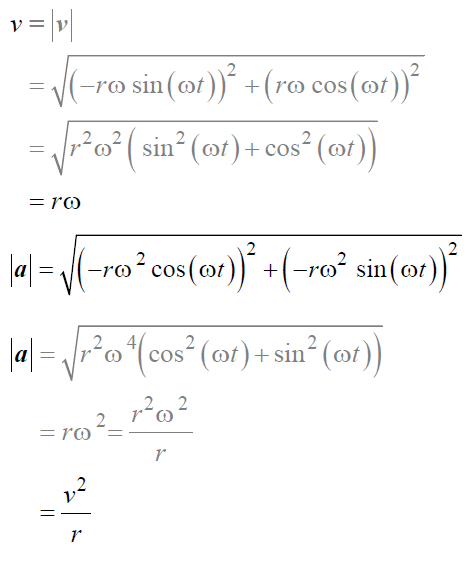 v = |v|
= √((−rω sin(ωt))² + (rω cos(ωt))²)
= √(r²ω²(sin²(ωt) + cos²(ωt)))
= rω
|a| = √((−rω² cos(ωt))² + (−rω² sin(ωt))²)
|a| = √(r²ω⁴(cos²(ωt) + sin²(ωt)))
= rω² = r²ω²/r
= v²/r